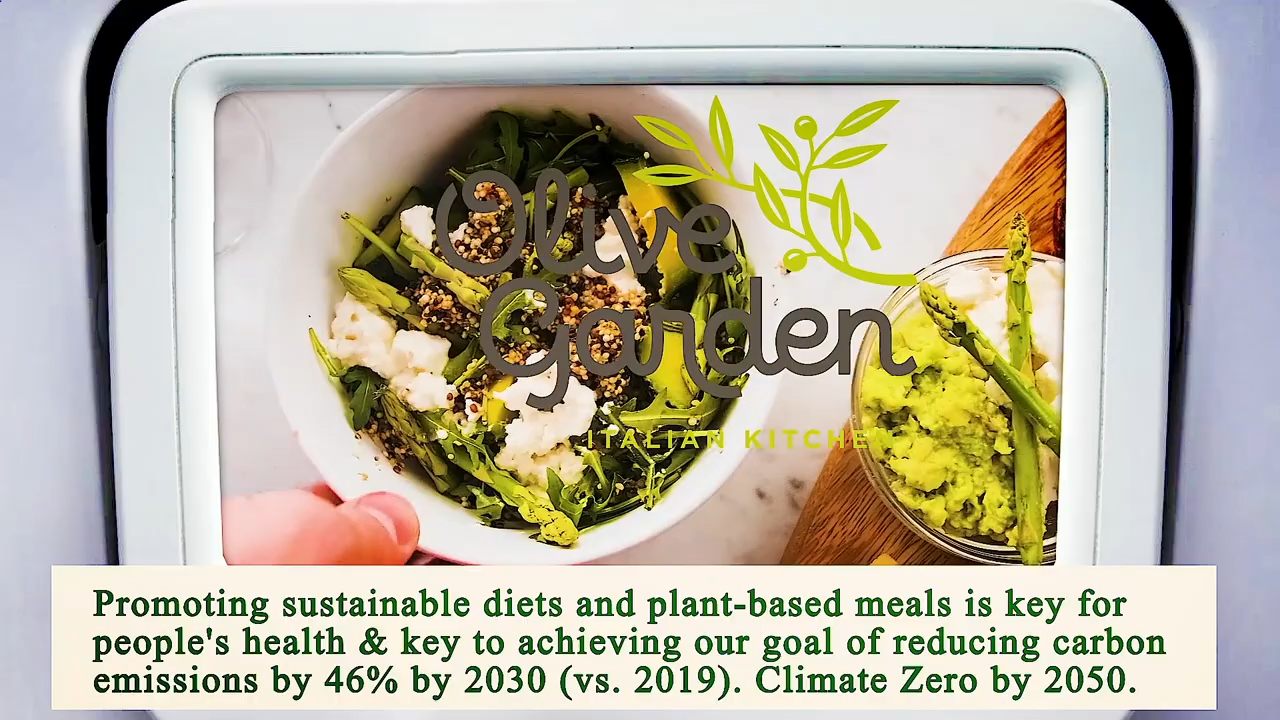 Olive
Garden
ITALIAN KITCHEN
Promoting sustainable diets and plant-based meals is key for
people's health & key to achieving our goal of reducing carbon
emissions by 46% by 2030 (vs. 2019). Climate Zero by 2050.